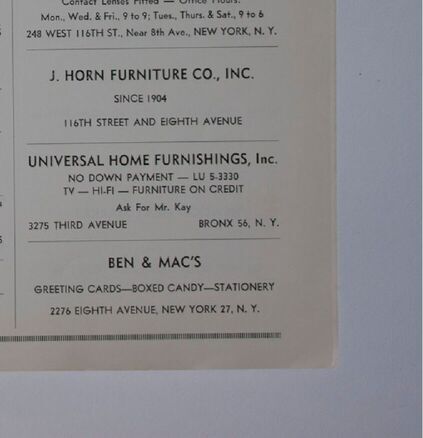 Contact Lenses Fitted — Office Hours:
Mon., Wed. & Fri., 9 to 9; Tues., Thurs. & Sat., 9 to 6
248 WEST 116TH ST., Near 8th Ave., NEW YORK, N. Y.
J. HORN FURNITURE CO., INC.
SINCE 1904
116TH STREET AND EIGHTH AVENUE
UNIVERSAL HOME FURNISHINGS, Inc.
NO DOWN PAYMENT — LU 5-3330
TV — HI-FI — FURNITURE ON CREDIT
Ask For Mr. Kay
3275 THIRD AVENUE BRONX 56, N. Y.
BEN & MAC'S
GREETING CARDS—BOXED CANDY—STATIONERY
2276 EIGHTH AVENUE, NEW YORK 27, N. Y.